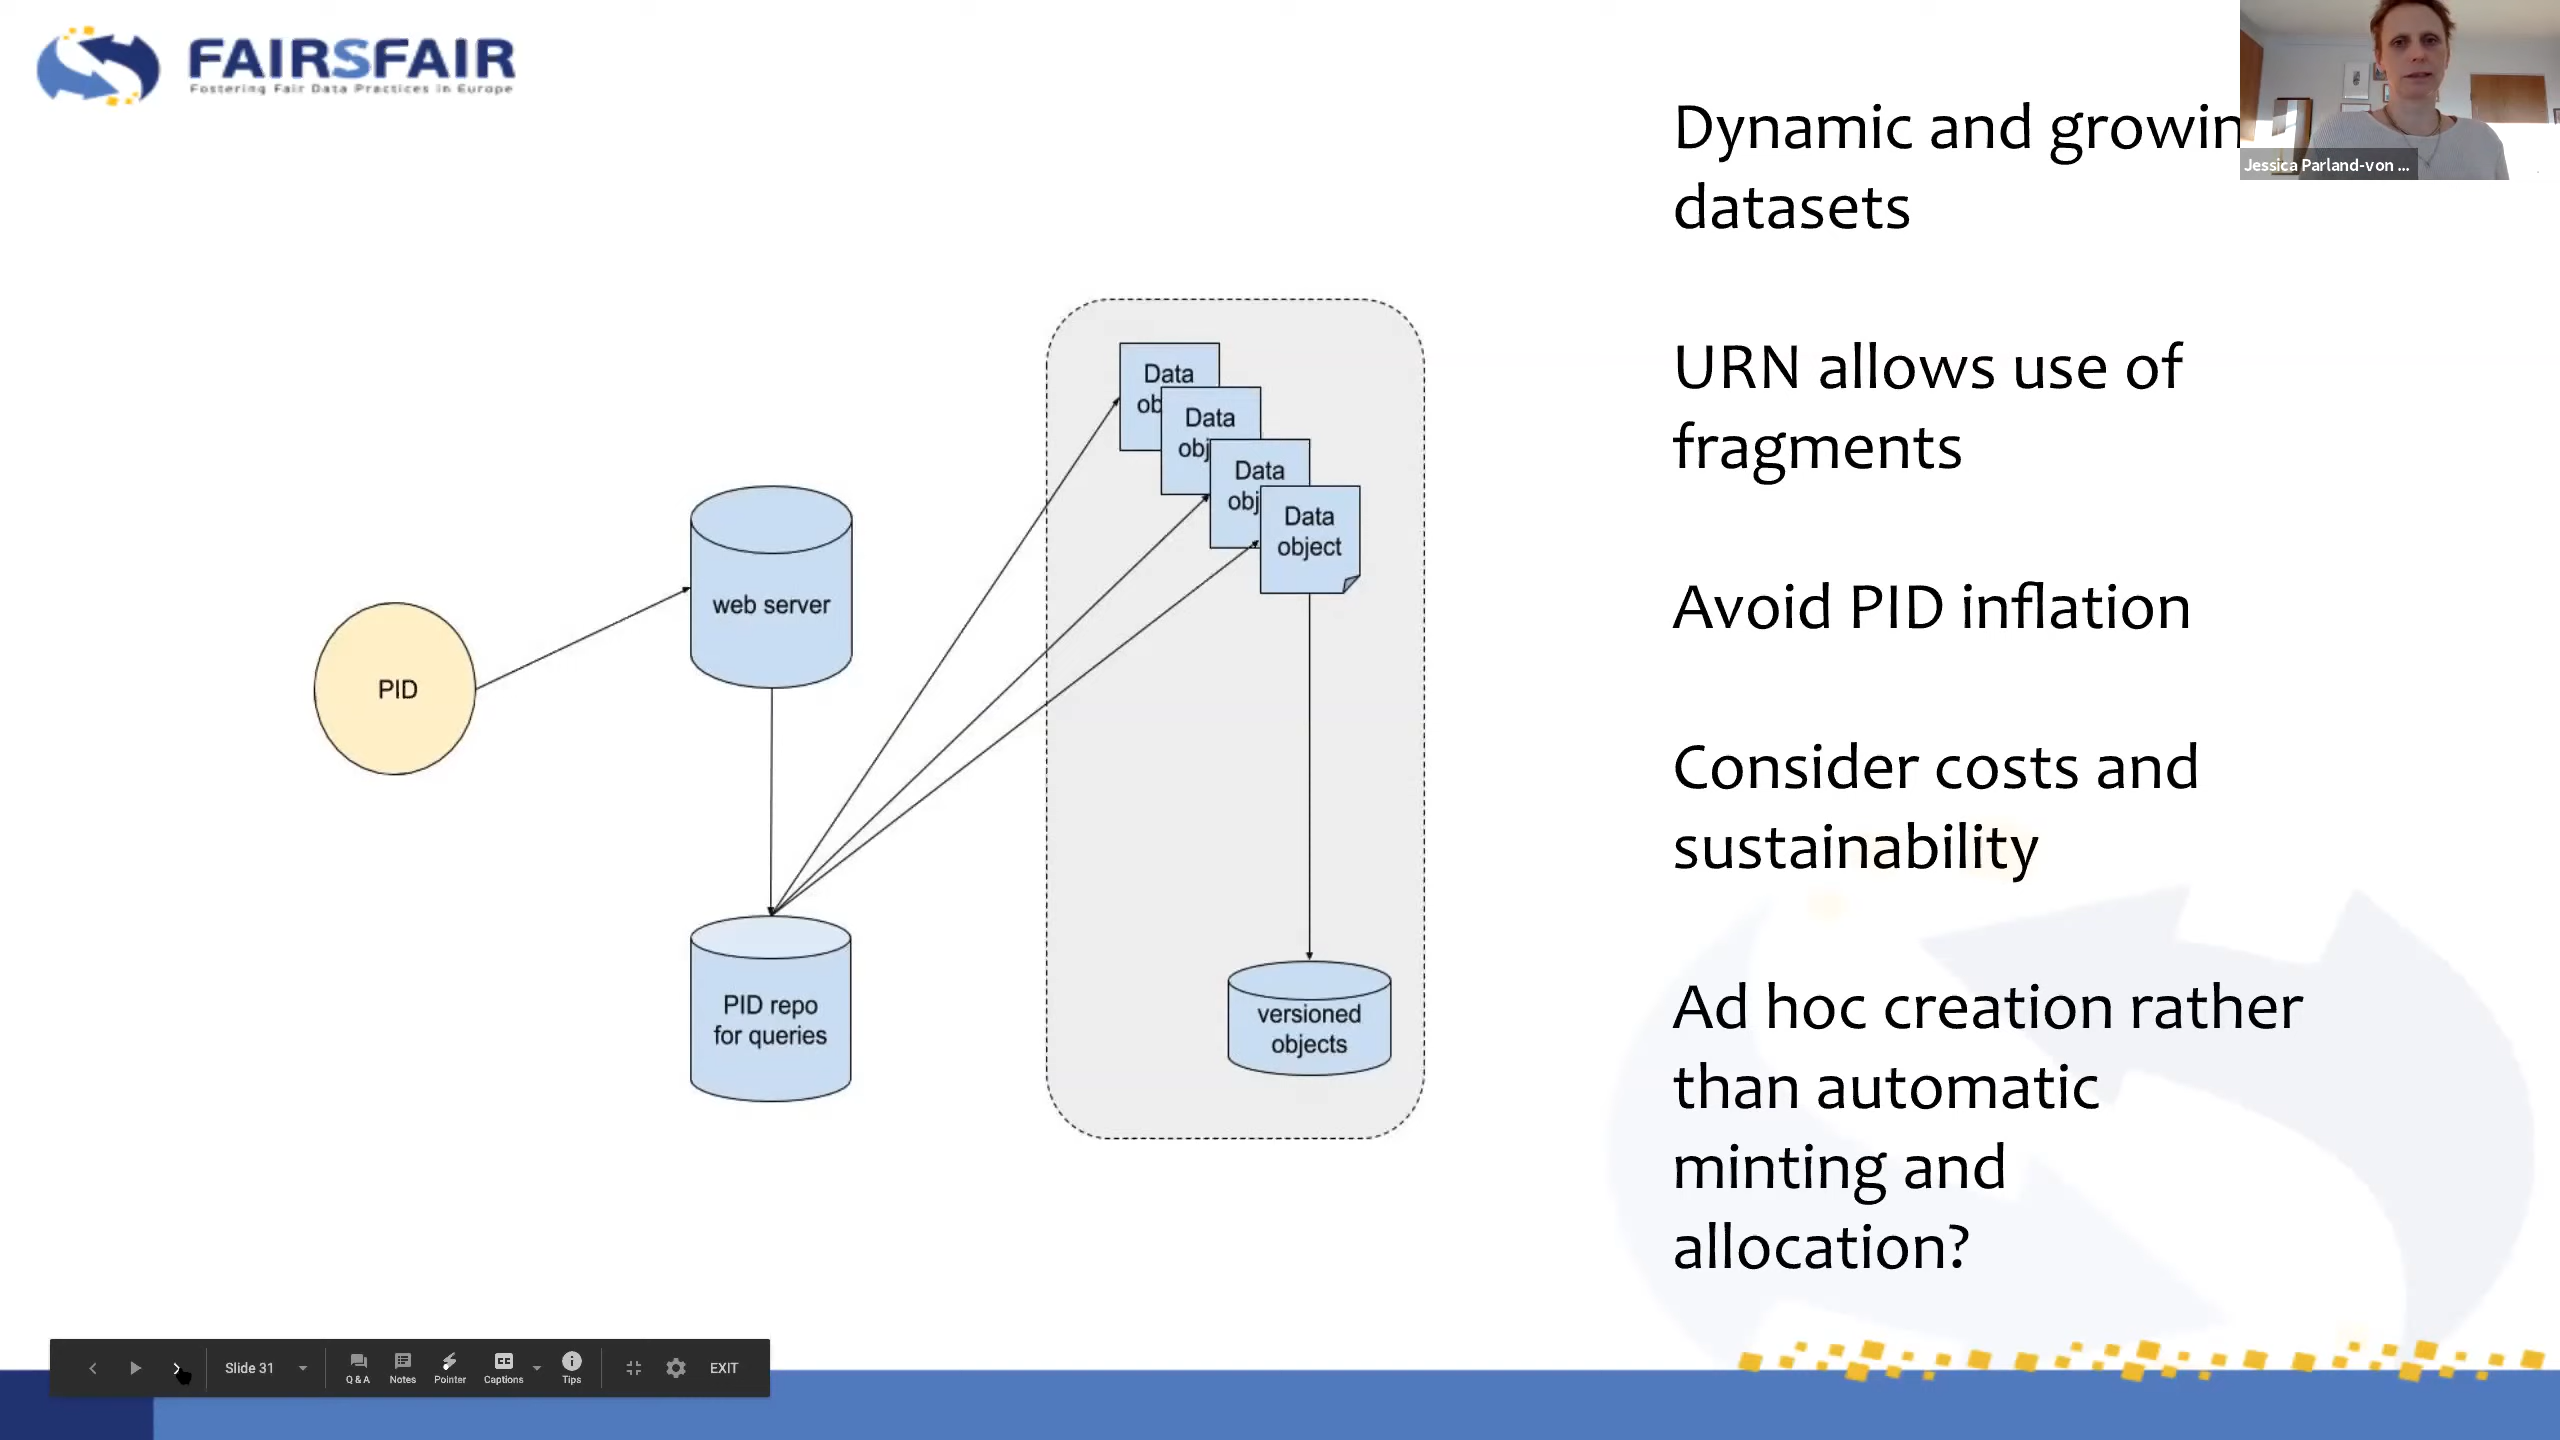 FAIRSFAIR
Fostering Fair Data Practices in Europe
Jessica Parland-von ...
Dynamic and growin
datasets
URN allows use of
fragments
Avoid PID inflation
Consider costs and
sustainability
Ad hoc creation rather
than automatic
minting and
allocation?
Data
ob
Data
obj
Data
obj
Data
object
web server
PID
PID repo
for queries
versioned
objects
Slide 31
Q & A
Notes
Pointer
CC
Captions
Tips
EXIT